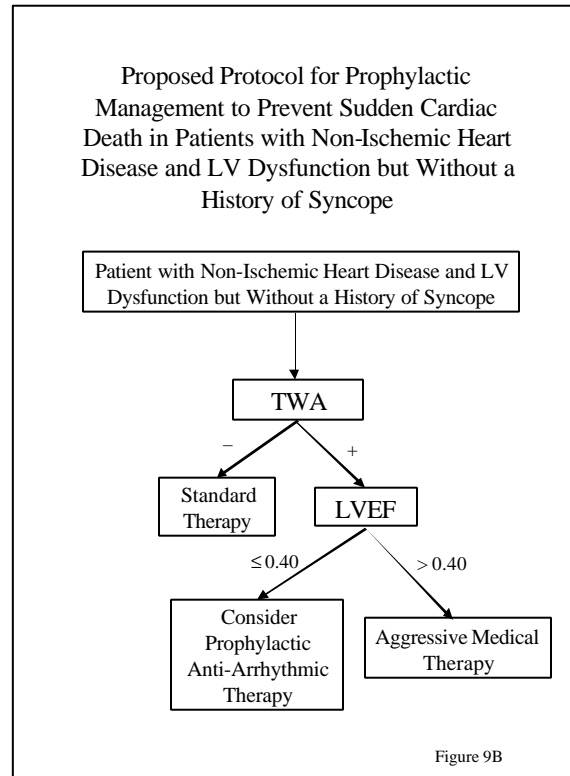 Proposed Protocol for Prophylactic
Management to Prevent Sudden Cardiac
Death in Patients with Non-Ischemic Heart
Disease and LV Dysfunction but Without a
History of Syncope
Patient with Non-Ischemic Heart Disease and LV
Dysfunction but Without a History of Syncope
TWA
–
+
Standard
Therapy
LVEF
≤ 0.40
> 0.40
Consider
Prophylactic
Anti-Arrhythmic
Therapy
Aggressive Medical
Therapy
Figure 9B